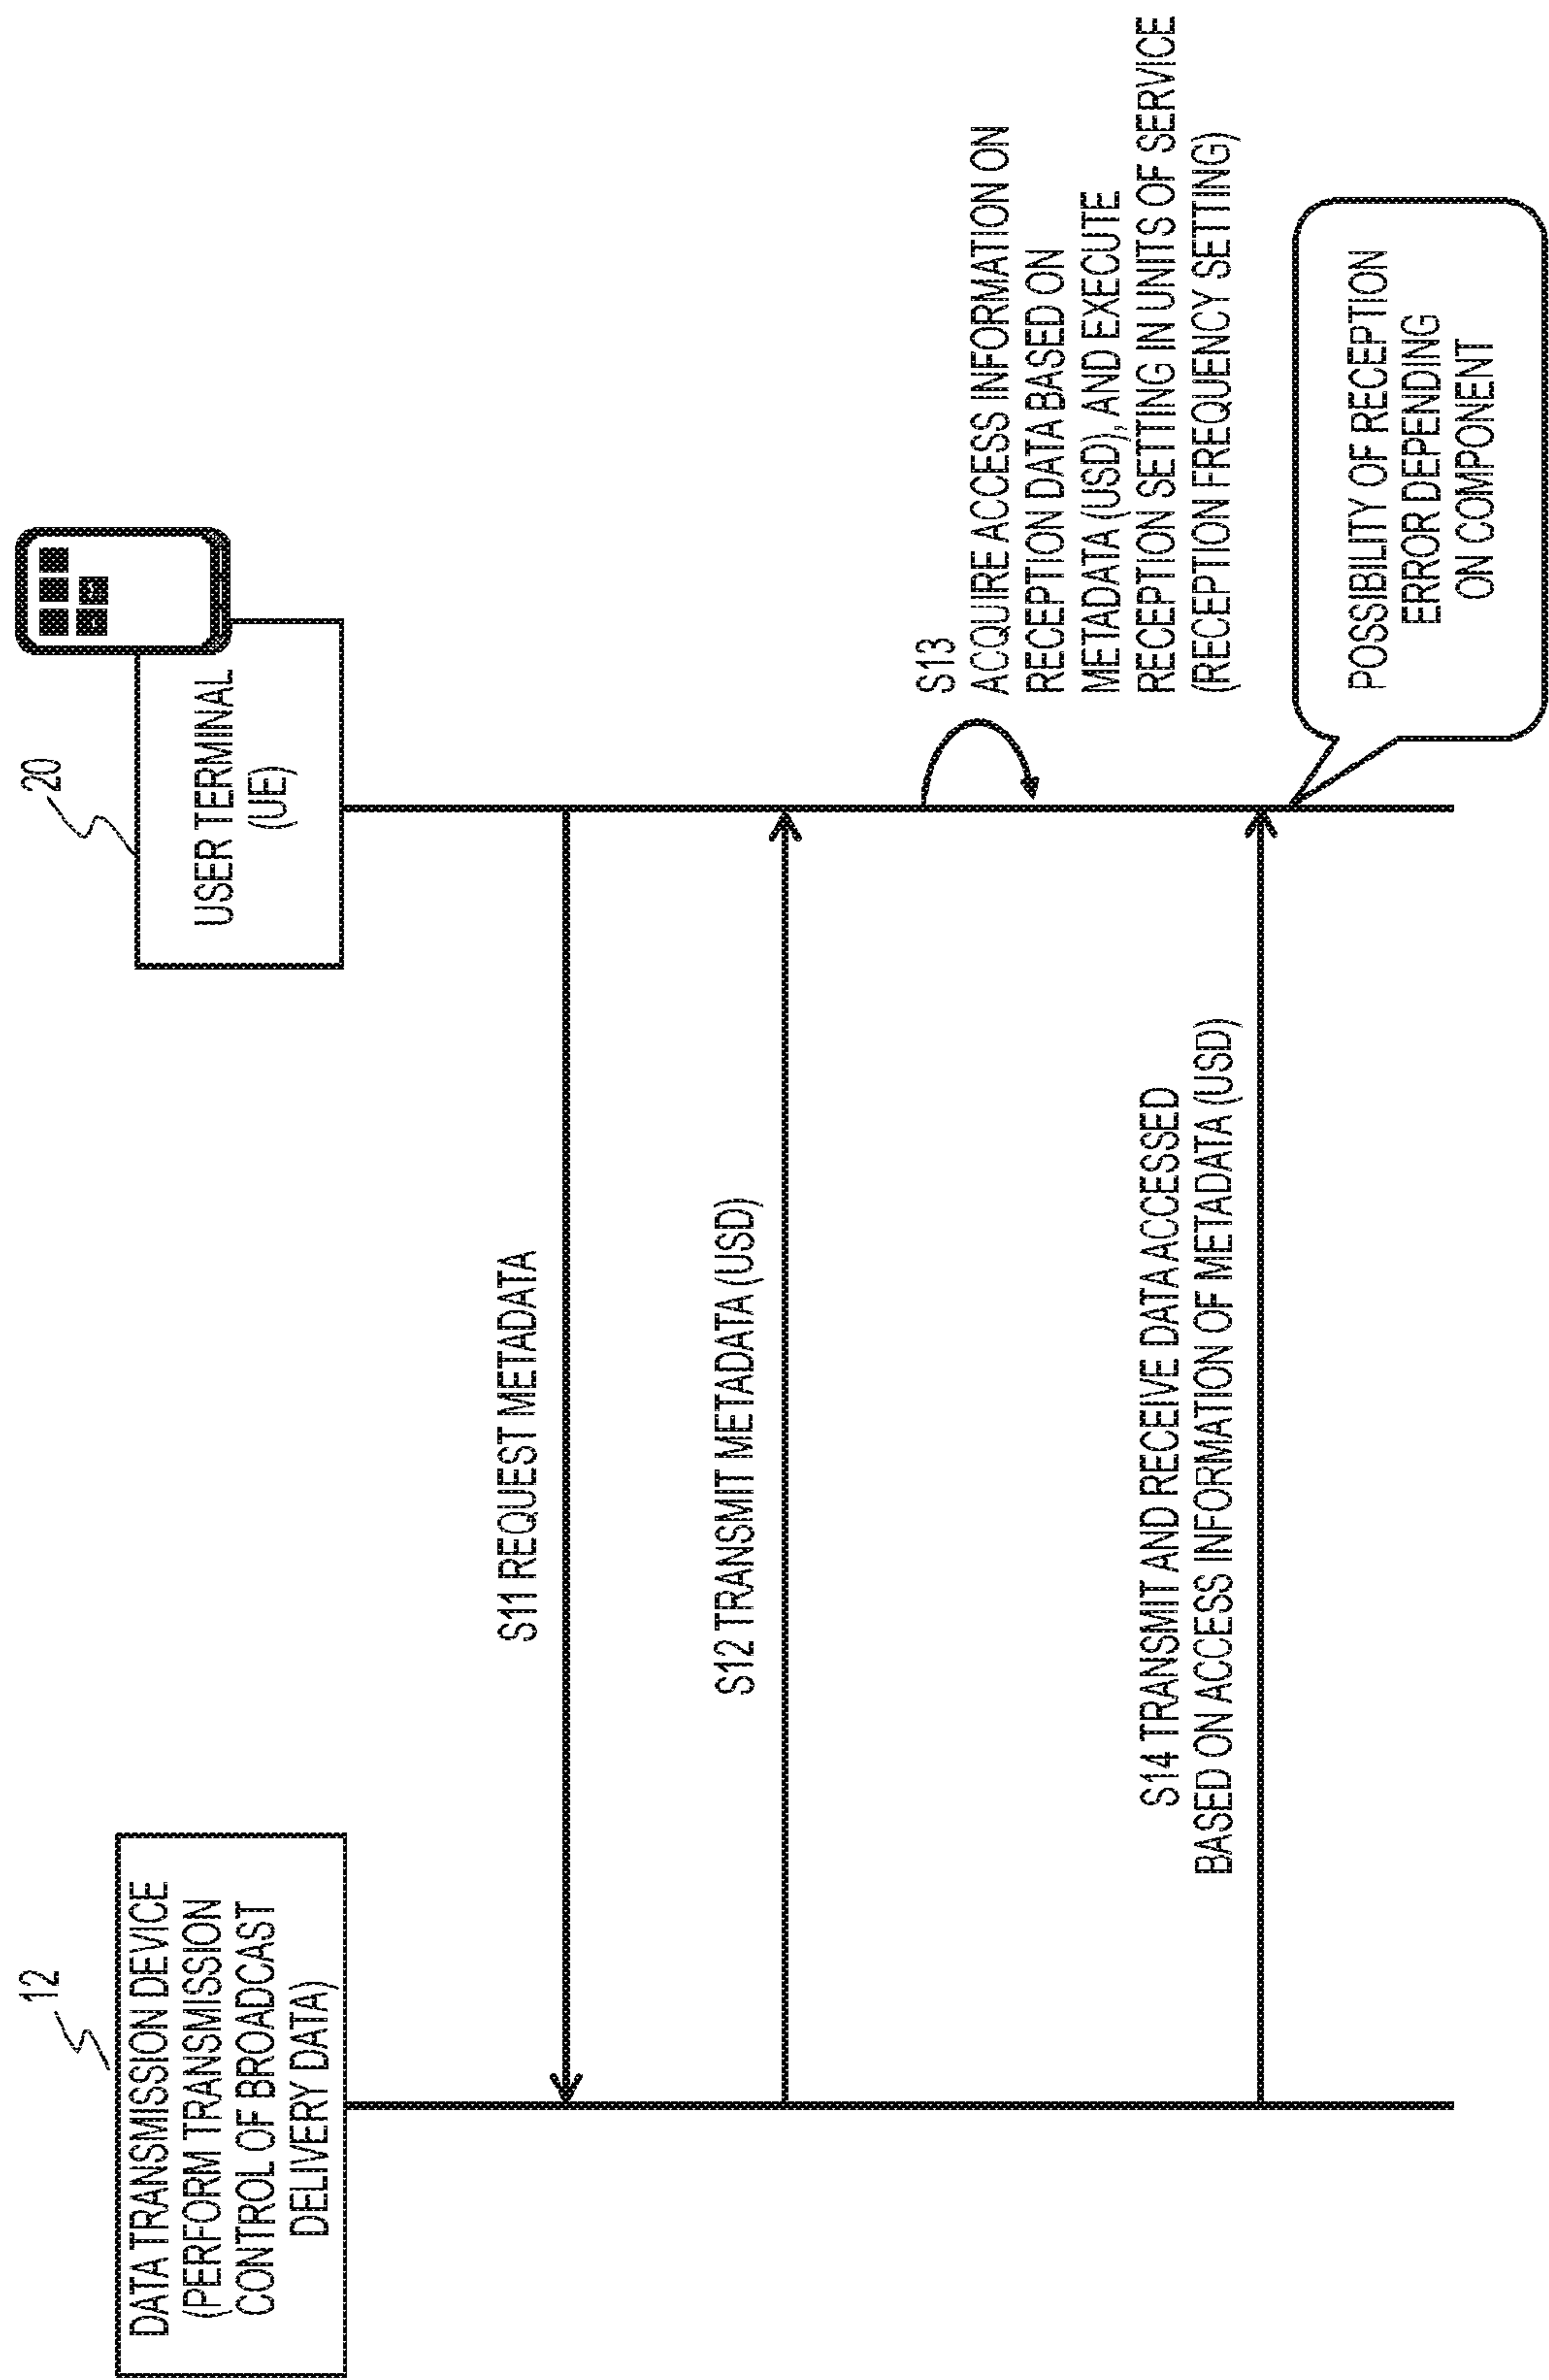 12
DATA TRANSMISSION DEVICE
(PERFORM TRANSMISSION
CONTROL OF BROADCAST
DELIVERY DATA)
20
USER TERMINAL
(UE)
S11 REQUEST METADATA
S12 TRANSMIT METADATA (USD)
S13
ACQUIRE ACCESS INFORMATION ON
RECEPTION DATA BASED ON
METADATA (USD), AND EXECUTE
RECEPTION SETTING IN UNITS OF SERVICE
(RECEPTION FREQUENCY SETTING)
S14 TRANSMIT AND RECEIVE DATA ACCESSED
BASED ON ACCESS INFORMATION OF METADATA (USD)
POSSIBILITY OF RECEPTION
ERROR DEPENDING
ON COMPONENT